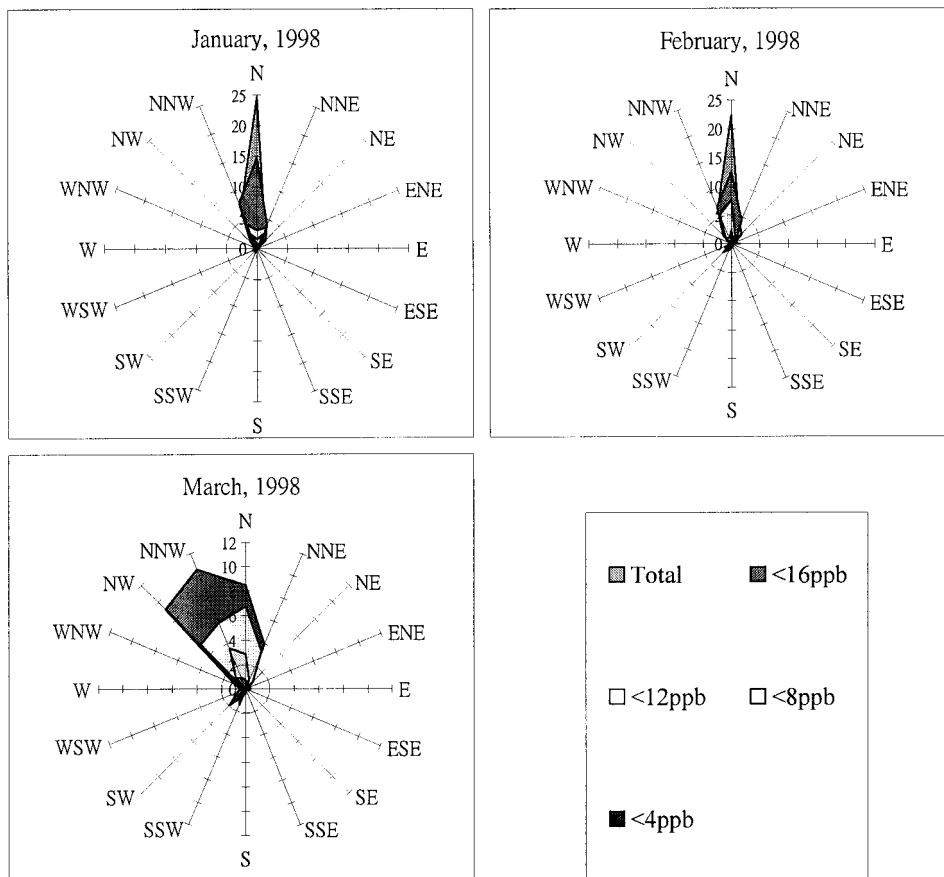 January, 1998
N
25
NNW NNE
20
NW NE
15
WNW 10 ENE
W 0 E
WSW ESE
SW SE
SSW SSE
S
February, 1998
N
25
NNW NNE
20
NW NE
15
WNW 10 ENE
W 0 E
WSW ESE
SW SE
SSW SSE
S
March, 1998
N
12
NNW NNE
10
NW 8 NE
6
WNW 4 ENE
W E
WSW ESE
SW SE
SSW SSE
S
Total <16ppb
<12ppb <8ppb
<4ppb